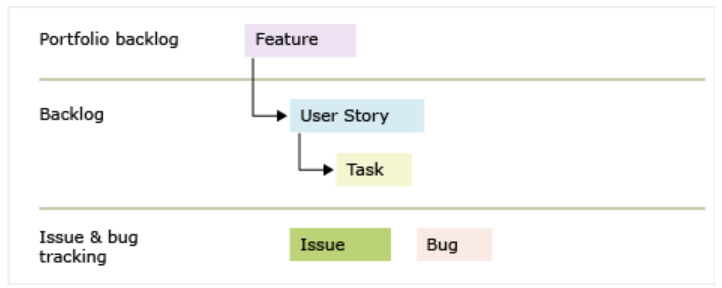 Portfolio backlog
Feature
Backlog
User Story
Task
Issue & bug
tracking
Issue
Bug